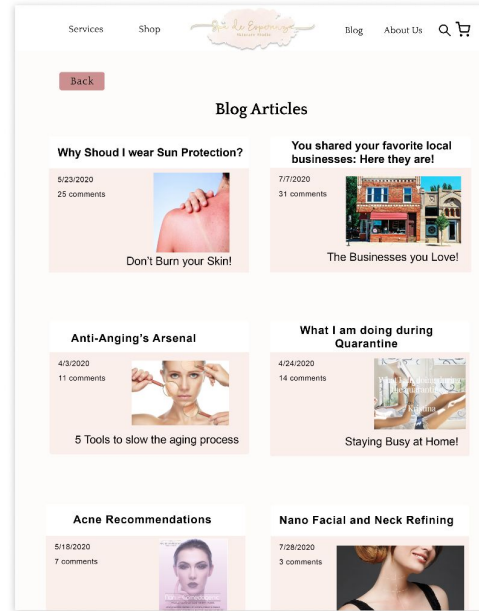 Services
Shop
Blog
About Us
Back
Blog Articles
Why Shoud I wear Sun Protection?
5/23/2020
25 comments
Don't Burn your Skin!
You shared your favorite local
businesses: Here they are!
7/7/2020
31 comments
The Businesses you Love!
Anti-Anging's Arsenal
4/3/2020
11 comments
5 Tools to slow the aging process
What I am doing during
Quarantine
4/24/2020
14 comments
Staying Busy at Home!
Acne Recommendations
5/18/2020
7 comments
Nano Facial and Neck Refining
7/28/2020
3 comments